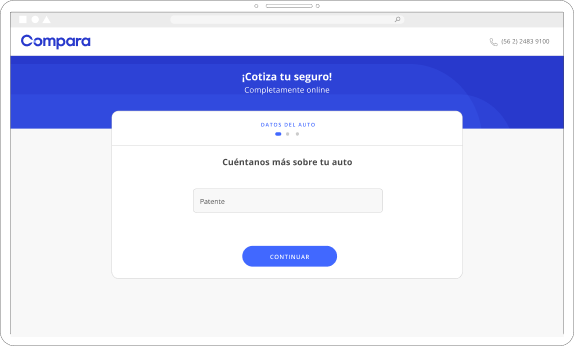 Compara
(56 2) 2483 9100
¡Cotiza tu seguro!
Completamente online
DATOS DEL AUTO
Cuéntanos más sobre tu auto
Patente
CONTINUAR